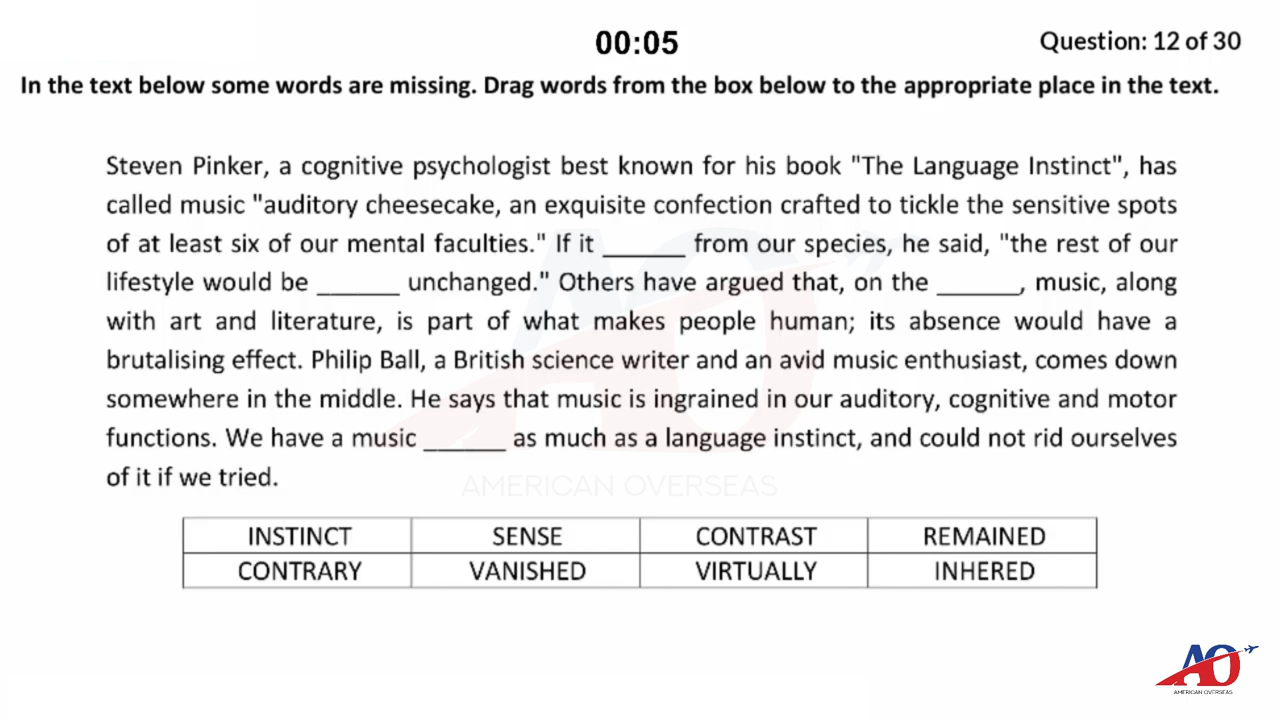 00:05
Question: 12 of 30
In the text below some words are missing. Drag words from the box below to the appropriate place in the text.
Steven Pinker, a cognitive psychologist best known for his book "The Language Instinct", has
called music "auditory cheesecake, an exquisite confection crafted to tickle the sensitive spots
of at least six of our mental faculties." If it ______ from our species, he said, "the rest of our
lifestyle would be ______ unchanged." Others have argued that, on the ______, music, along
with art and literature, is part of what makes people human; its absence would have a
brutalising effect. Philip Ball, a British science writer and an avid music enthusiast, comes down
somewhere in the middle. He says that music is ingrained in our auditory, cognitive and motor
functions. We have a music ______ as much as a language instinct, and could not rid ourselves
of it if we tried.
AO
AMERICAN OVERSEAS
INSTINCT SENSE CONTRAST REMAINED
CONTRARY VANISHED VIRTUALLY INHERED
AO
AMERICAN OVERSEAS